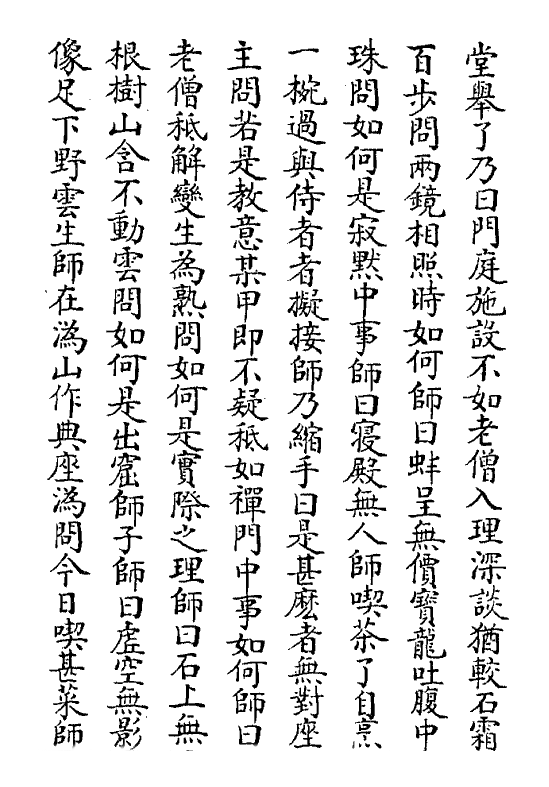 堂舉了乃曰門庭施設不如老僧入理深談猶較石霜
百步問兩鏡相照時如何師曰蚌呈無價寶龍吐腹中
珠問如何是寂默中事師曰寢殿無人師喫茶了自烹
一椀過與侍者者擬接師乃縮手曰是甚麼者無對座
主問若是教意某甲即不疑秪如禪門中事如何師曰
老僧秪解變生為熟問如何是實際之理師曰石上無
根樹山含不動雲問如何是出窟師子師曰虛空無影
像足下野雲生師在溈山作典座溈問今日喫甚菜師